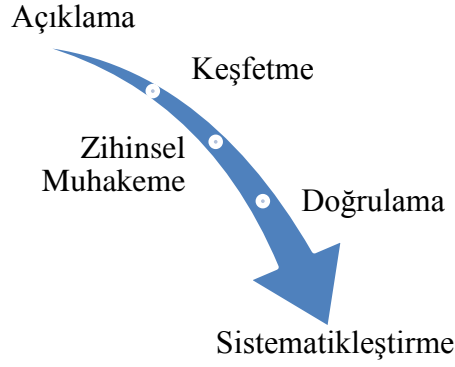 Açıklama
Keşfetme
Zihinsel
Muhakeme
Doğrulama
Sistematikleştirme